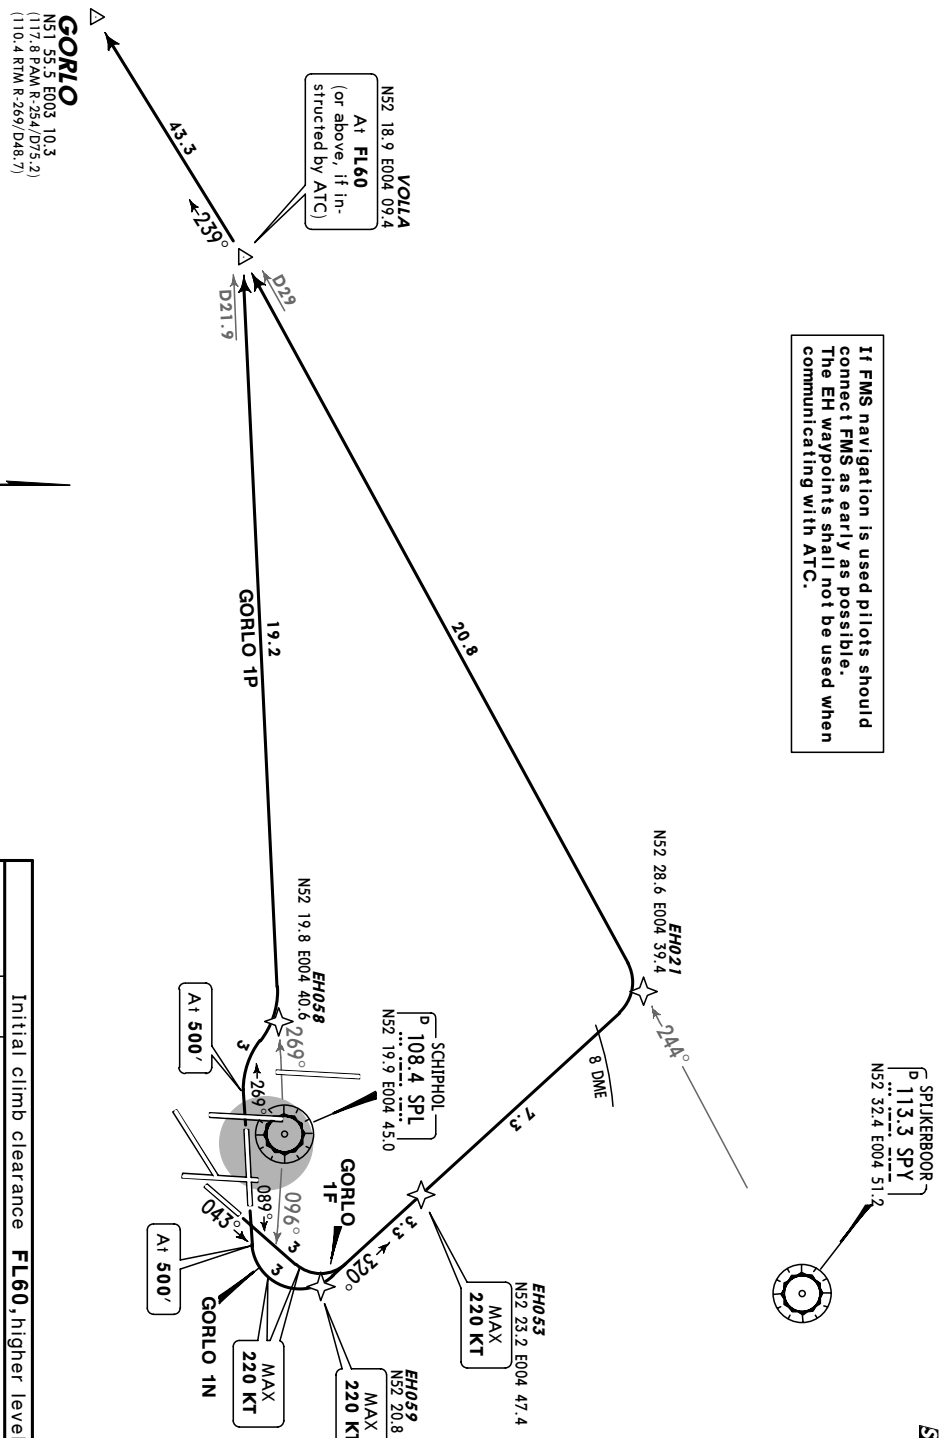 If FMS navigation is used pilots should
connect FMS as early as possible.
The EH waypoints shall not be used when
communicating with ATC.
SPIJKERBOOR
D 113.3 SPY
N52 32.4 E004 51.2
244°
EH021
N52 28.6 E004 39.4
8 DME
7.3
20.8
VOLLA
N52 18.9 E004 09.4
At FL60
(or above, if in-
structed by ATC)
D29
D21.9
239°
43.3
GORLO
N51 55.5 E003 10.3
(117.8 PAM R-254/D75.2)
(110.4 RTM R-269/D48.7)
19.2
GORLO 1P
EH058
N52 19.8 E004 40.6
269°
3
269°
At 500'
SCHIPHOL
D 108.4 SPL
N52 19.9 E004 45.0
GORLO
1F
096°
089°
043°
3
3
320°
3.3
EH053
N52 23.2 E004 47.4
MAX
220 KT
EH059
N52 20.8
MAX
220 KT
MAX
220 KT
GORLO 1N
At 500'
Initial climb clearance FL60, higher level